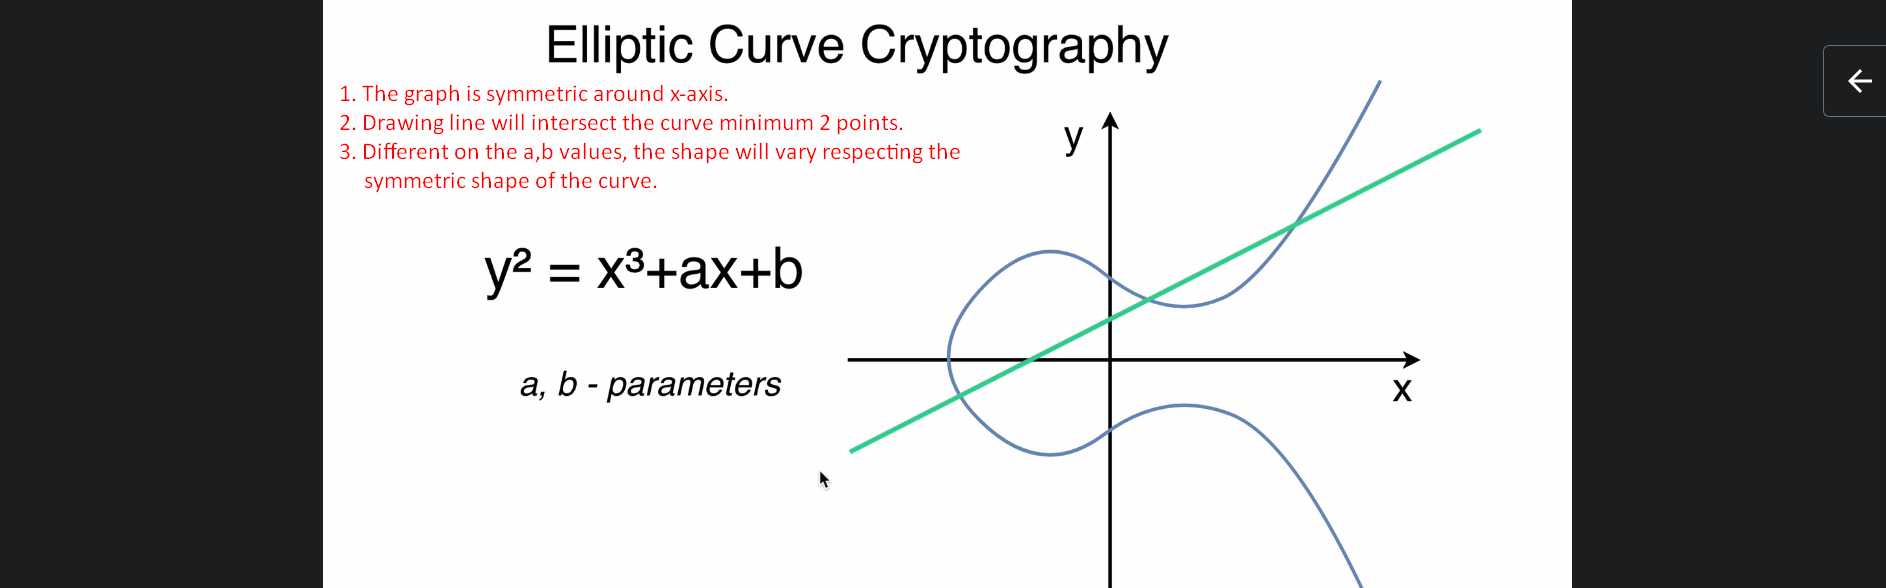 Elliptic Curve Cryptography
1. The graph is symmetric around x-axis.
2. Drawing line will intersect the curve minimum 2 points.
3. Different on the a,b values, the shape will vary respecting the
symmetric shape of the curve.
y
y² = x³+ax+b
a, b - parameters
x